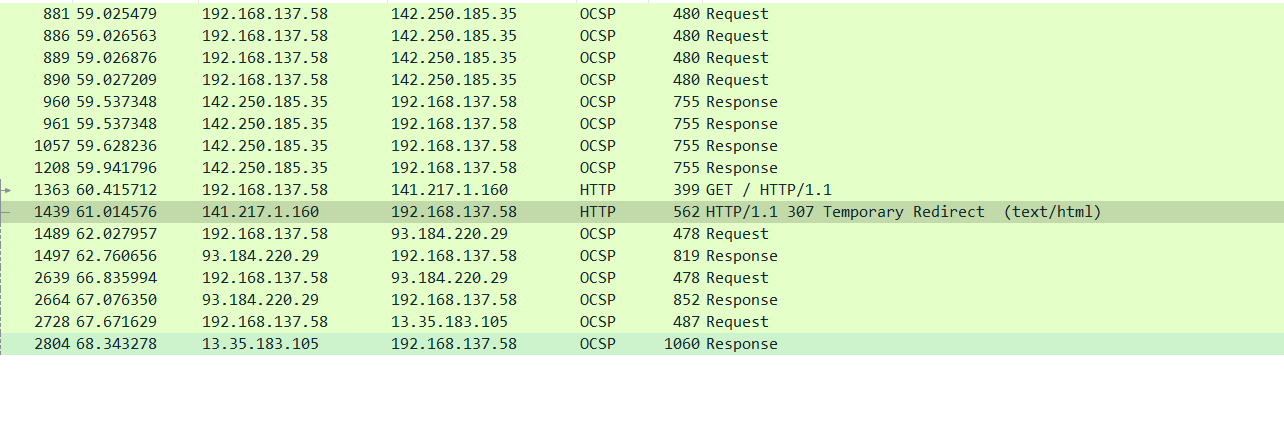 881 59.025479 192.168.137.58 142.250.185.35 OCSP 480 Request
886 59.026563 192.168.137.58 142.250.185.35 OCSP 480 Request
889 59.026876 192.168.137.58 142.250.185.35 OCSP 480 Request
890 59.027209 192.168.137.58 142.250.185.35 OCSP 480 Request
960 59.537348 142.250.185.35 192.168.137.58 OCSP 755 Response
961 59.537348 142.250.185.35 192.168.137.58 OCSP 755 Response
1057 59.628236 142.250.185.35 192.168.137.58 OCSP 755 Response
1208 59.941796 142.250.185.35 192.168.137.58 OCSP 755 Response
1363 60.415712 192.168.137.58 141.217.1.160 HTTP 399 GET / HTTP/1.1
1439 61.014576 141.217.1.160 192.168.137.58 HTTP 562 HTTP/1.1 307 Temporary Redirect (text/html)
1489 62.027957 192.168.137.58 93.184.220.29 OCSP 478 Request
1497 62.760656 93.184.220.29 192.168.137.58 OCSP 819 Response
2639 66.835994 192.168.137.58 93.184.220.29 OCSP 478 Request
2664 67.076350 93.184.220.29 192.168.137.58 OCSP 852 Response
2728 67.671629 192.168.137.58 13.35.183.105 OCSP 487 Request
2804 68.343278 13.35.183.105 192.168.137.58 OCSP 1060 Response